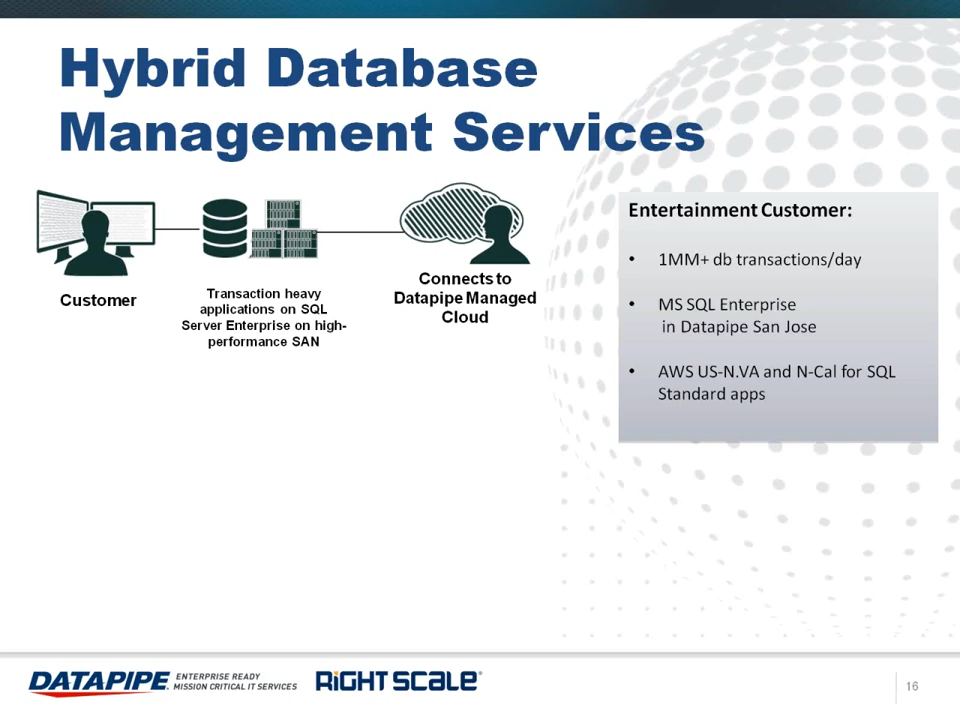 Hybrid Database
Management Services
Customer
Transaction heavy
applications on SQL
Server Enterprise on high-
performance SAN
Connects to
Datapipe Managed
Cloud
Entertainment Customer:
• 1MM+ db transactions/day
• MS SQL Enterprise
in Datapipe San Jose
• AWS US-N.VA and N-Cal for SQL
Standard apps
DATAPIPE.
ENTERPRISE READY
MISSION CRITICAL IT SERVICES
RIGHTSCALE®
16